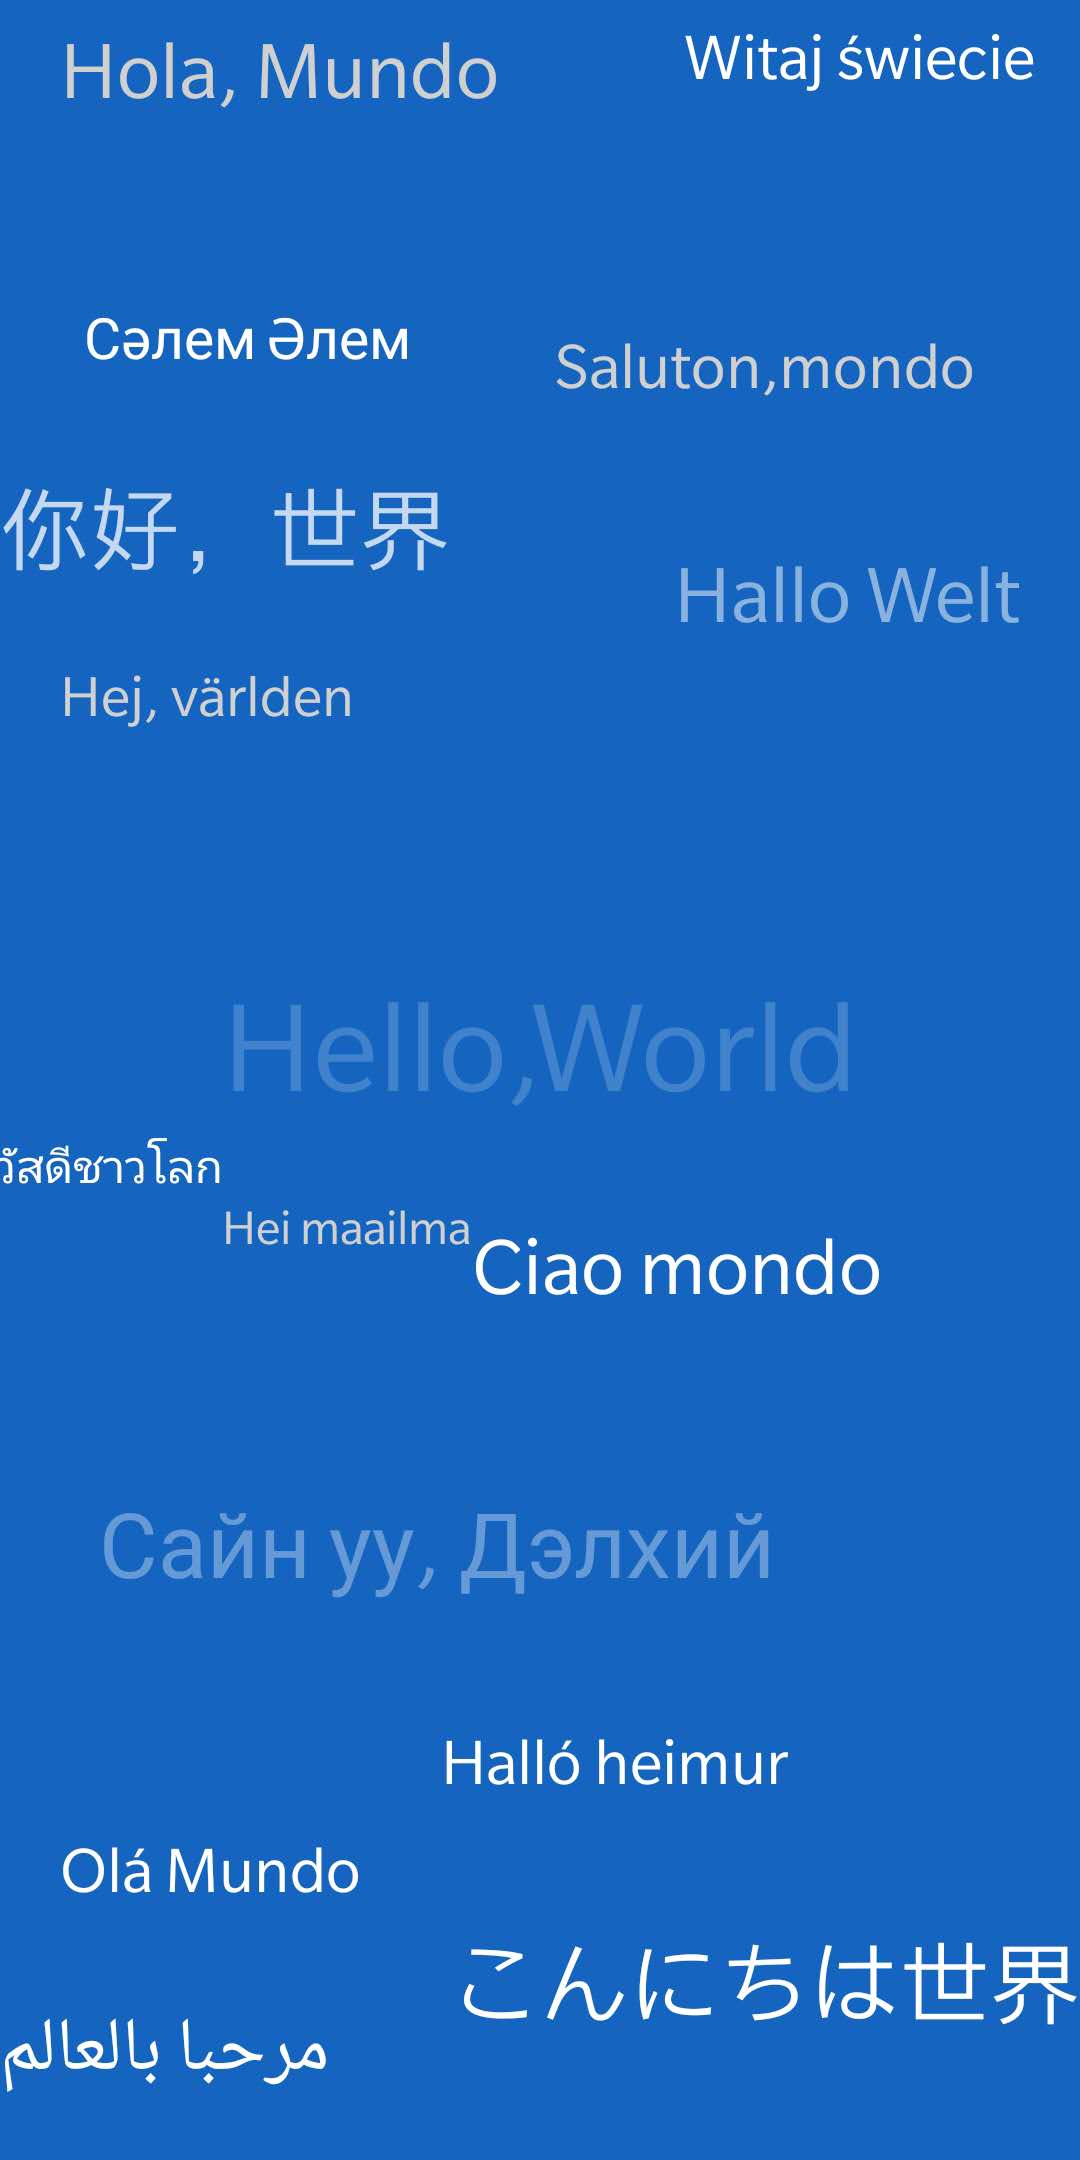 Hola, Mundo
Witaj świecie
Сәлем Әлем
Saluton,mondo
你好，世界
Hallo Welt
Hej, världen
Hello,World
วัสดีชาวโลก
Hei maailma
Ciao mondo
Сайн уу, Дэлхий
Halló heimur
Olá Mundo
こんにちは世界
مرحبا بالعالم